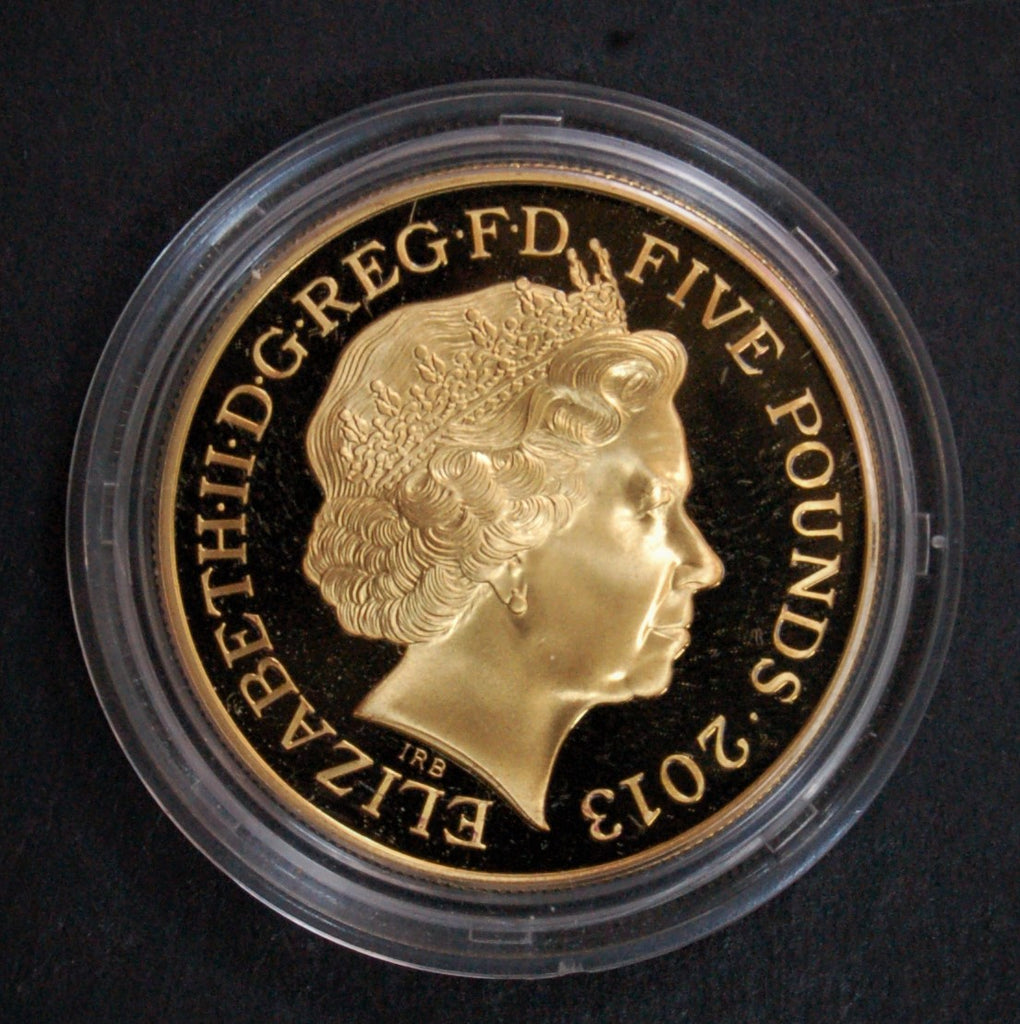 ELIZABETH·II·D·G·REG·F·D FIVE POUNDS·2013
IRB